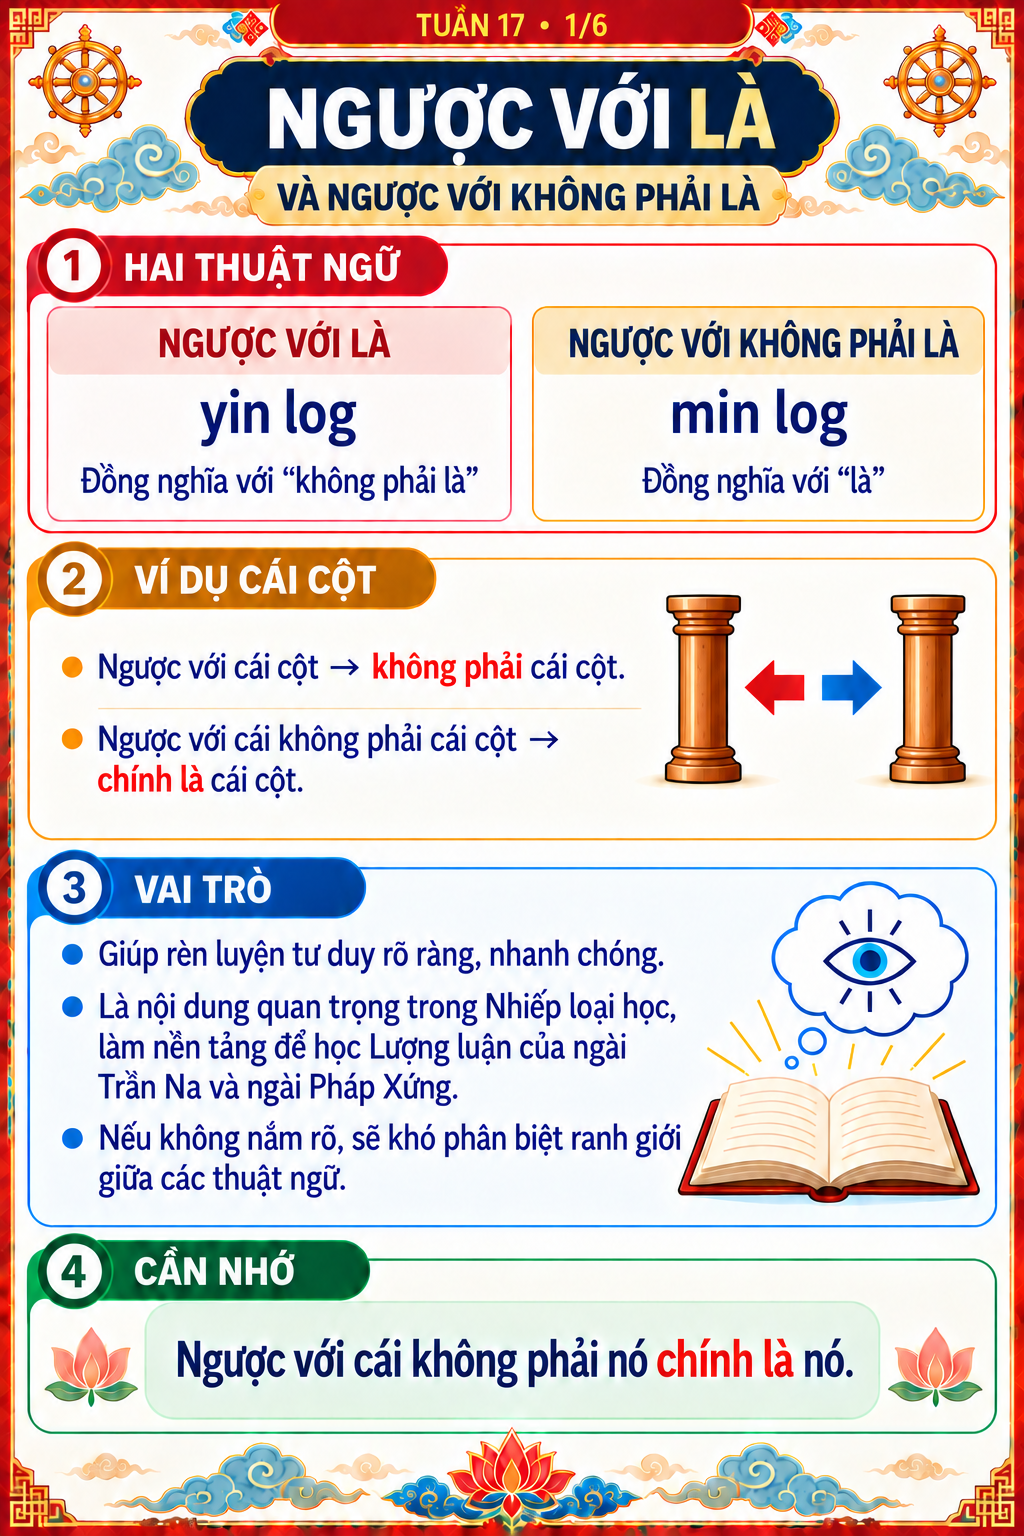 TUẦN 17 • 1/6
NGƯỢC VỚI LÀ
VÀ NGƯỢC VỚI KHÔNG PHẢI LÀ
1 HAI THUẬT NGỮ
NGƯỢC VỚI LÀ
yin log
Đồng nghĩa với “không phải là”
NGƯỢC VỚI KHÔNG PHẢI LÀ
min log
Đồng nghĩa với “là”
2 VÍ DỤ CÁI CỘT
● Ngược với cái cột → không phải cái cột.
● Ngược với cái không phải cái cột →
chính là cái cột.
3 VAI TRÒ
● Giúp rèn luyện tư duy rõ ràng, nhanh chóng.
● Là nội dung quan trọng trong Nhiếp loại học,
làm nền tảng để học Lượng luận của ngài
Trần Na và ngài Pháp Xứng.
● Nếu không nắm rõ, sẽ khó phân biệt ranh giới
giữa các thuật ngữ.
4 CẦN NHỚ
Ngược với cái không phải nó chính là nó.